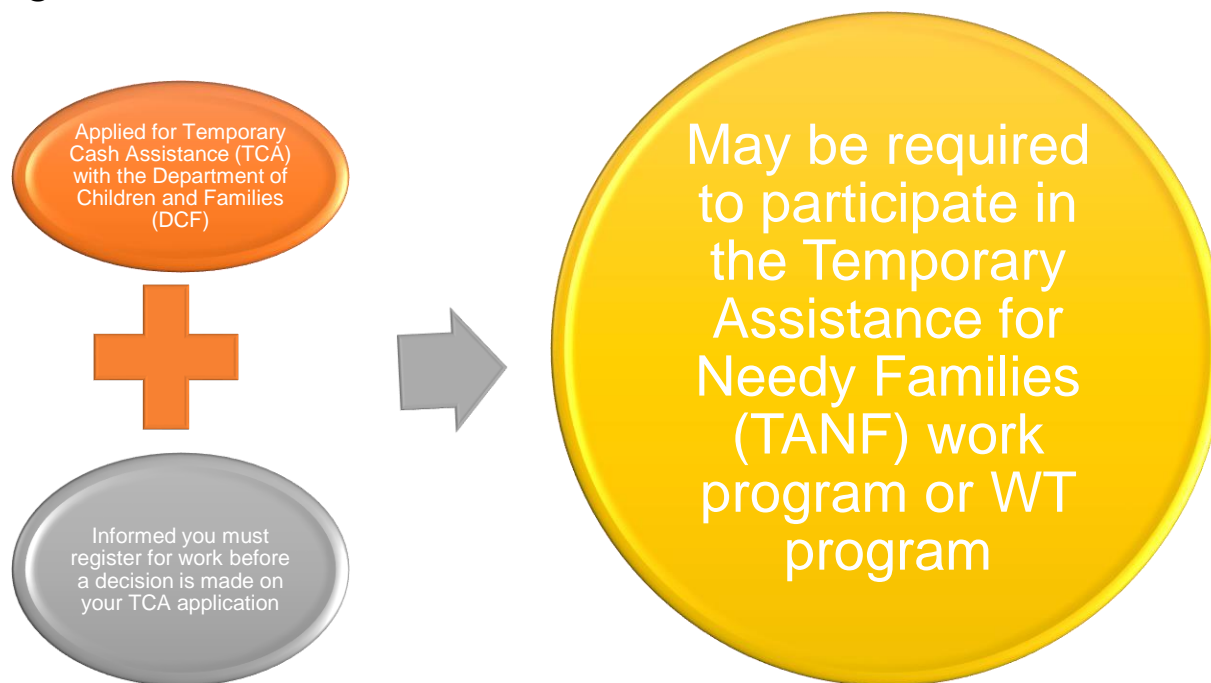 Applied for Temporary
Cash Assistance (TCA)
with the Department of
Children and Families
(DCF)
Informed you must
register for work before
a decision is made on
your TCA application
May be required
to participate in
the Temporary
Assistance for
Needy Families
(TANF) work
program or WT
program